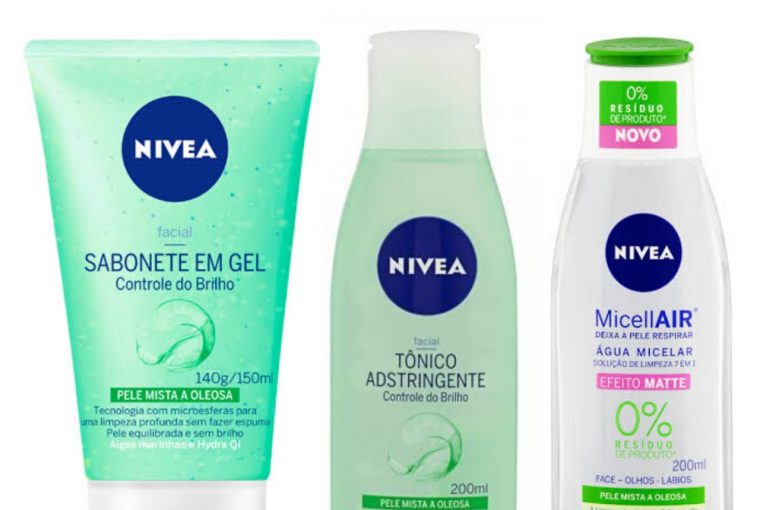 NIVEA
facial
SABONETE EM GEL
Controle do Brilho
140g/150ml
PELE MISTA A OLEOSA
Tecnologia com micrbesferas para
uma limpeza profunda sem fazer espuma
Pele equilibrada e sem brilho
Algas marinhas e Hydra QI
NIVEA
facial
TÔNICO
ADSTRINGENTE
Controle do Brilho
200ml
PELE MISTA A OLEOSA
0%
RESÍDUO
DE PRODUTO*
NOVO
NIVEA
MicellAIR®
DEIXA A PELE RESPIRAR
ÁGUA MICELAR
SOLUÇÃO DE LIMPEZA 7 EM 1
EFEITO MATTE
0%
RESÍDUO
DE PRODUTO*
200ml
FACE - OLHOS - LÁBIOS
PELE MISTA A OLEOSA